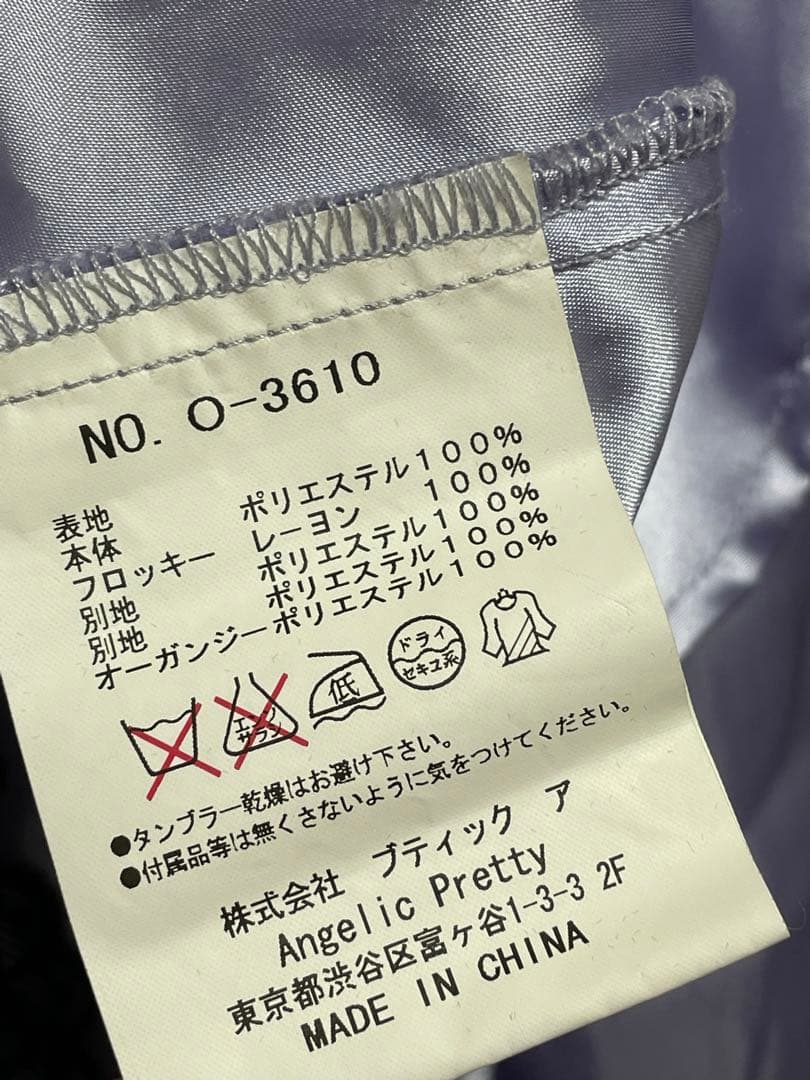 NO. O-3610
表地 ポリエステル100%
本体 レーヨン 100%
フロッキー ポリエステル100%
別地 ポリエステル100%
別地 ポリエステル100%
オーガンジー
エンソ
サラシ
低
ドライ
セキユ系
●タンブラー乾燥はお避け下さい。
●付属品等は無くさないように気をつけてください。
株式会社 ブティック ア
Angelic Pretty
東京都渋谷区富ヶ谷1-3-3 2F
MADE IN CHINA